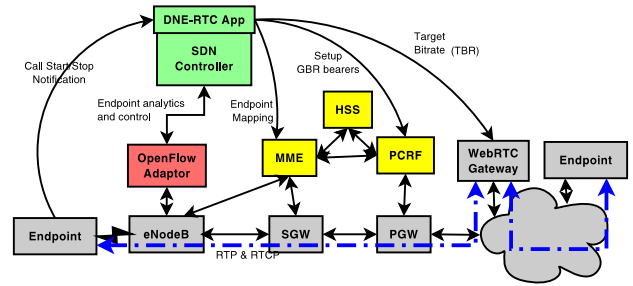 DNE-RTC App
SDN
Controller
Call Start/Stop
Notification
Endpoint analytics
and control
Endpoint
Mapping
Setup
GBR bearers
Target
Bitrate (TBR)
HSS
OpenFlow
Adaptor
MME
PCRF
WebRTC
Gateway
Endpoint
Endpoint
eNodeB
SGW
PGW
RTP & RTCP